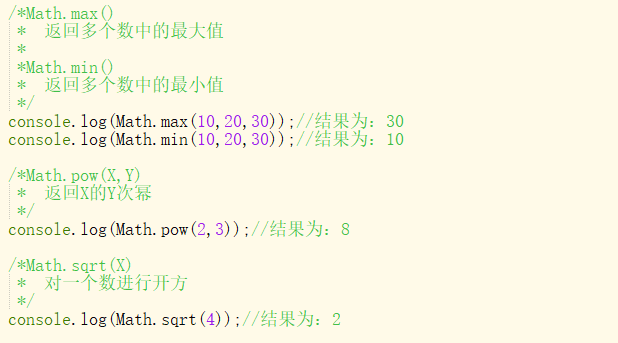 /*Math.max()
 *  返回多个数中的最大值
 *
 *Math.min()
 *  返回多个数中的最小值
 */
console.log(Math.max(10,20,30));//结果为：30
console.log(Math.min(10,20,30));//结果为：10
/*Math.pow(X,Y)
 *  返回X的Y次幂
 */
console.log(Math.pow(2,3));//结果为：8
/*Math.sqrt(X)
 *  对一个数进行开方
 */
console.log(Math.sqrt(4));//结果为：2